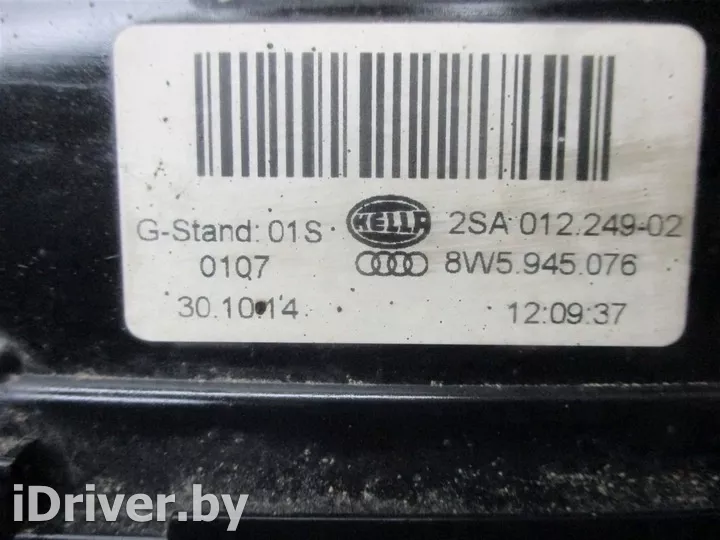 G-Stand: 01S HELLA 2SA 012.249-02
0107 8W5.945.076
30.10.14 12:09:37
iDriver.by